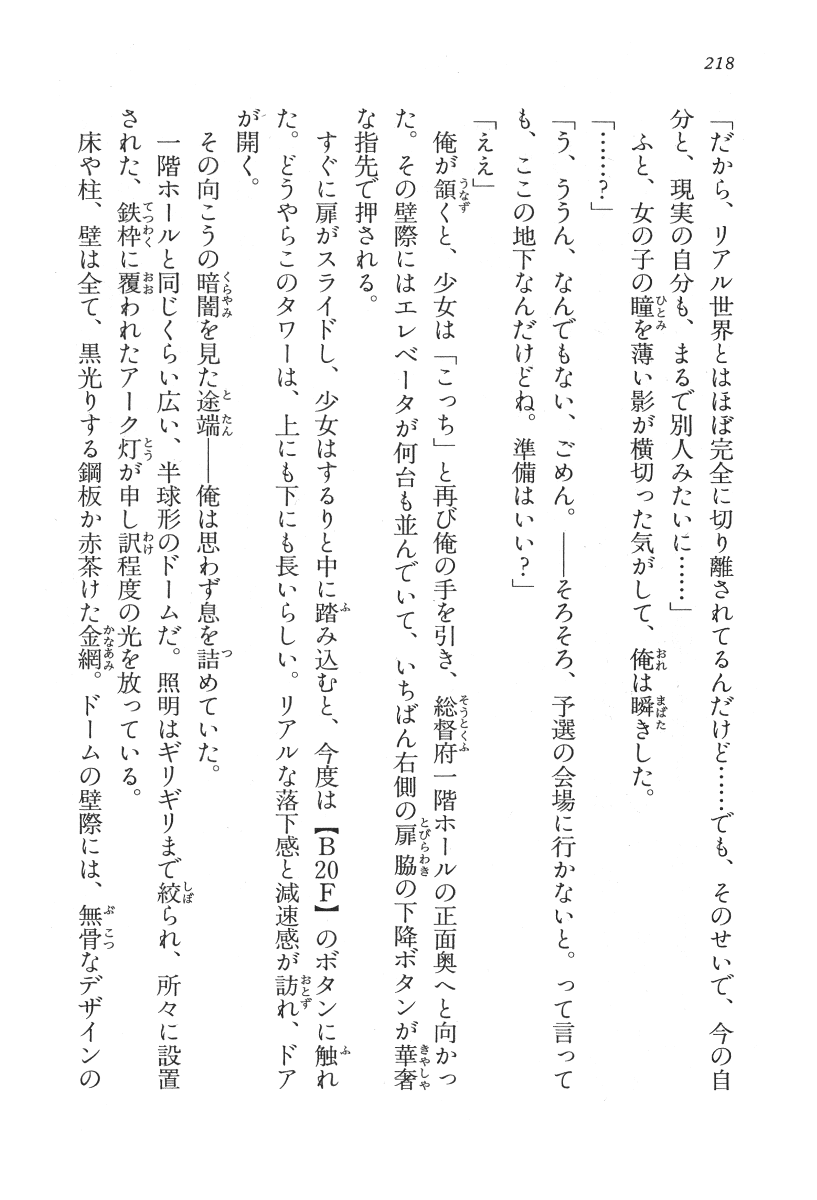 218
「だから、リアル世界とはほぼ完全に切り離されてるんだけど……でも、そのせいで、今の自
分と、現実の自分も、まるで別人みたいに……」
ふと、女の子の瞳を薄い影が横切った気がして、俺は瞬きした。
「……?」
「う、ううん、なんでもない、ごめん。――そろそろ、予選の会場に行かないと。って言って
も、ここの地下なんだけどね。準備はいい?」
「ええ」
俺が頷くと、少女は「こっち」と再び俺の手を引き、総督府一階ホールの正面奥へと向かっ
た。その壁際にはエレベータが何台も並んでいて、いちばん右側の扉脇の下降ボタンが華奢
な指先で押される。
すぐに扉がスライドし、少女はするりと中に踏み込むと、今度は【B20F】のボタンに触れ
た。どうやらこのタワーは、上にも下にも長いらしい。リアルな落下感と減速感が訪れ、ドア
が開く。
その向こうの暗闇を見た途端――俺は思わず息を詰めていた。
一階ホールと同じくらい広い、半球形のドームだ。照明はギリギリまで絞られ、所々に設置
された、鉄枠に覆われたアーク灯が申し訳程度の光を放っている。
床や柱、壁は全て、黒光りする鋼板か赤茶けた金網。ドームの壁際には、無骨なデザインの